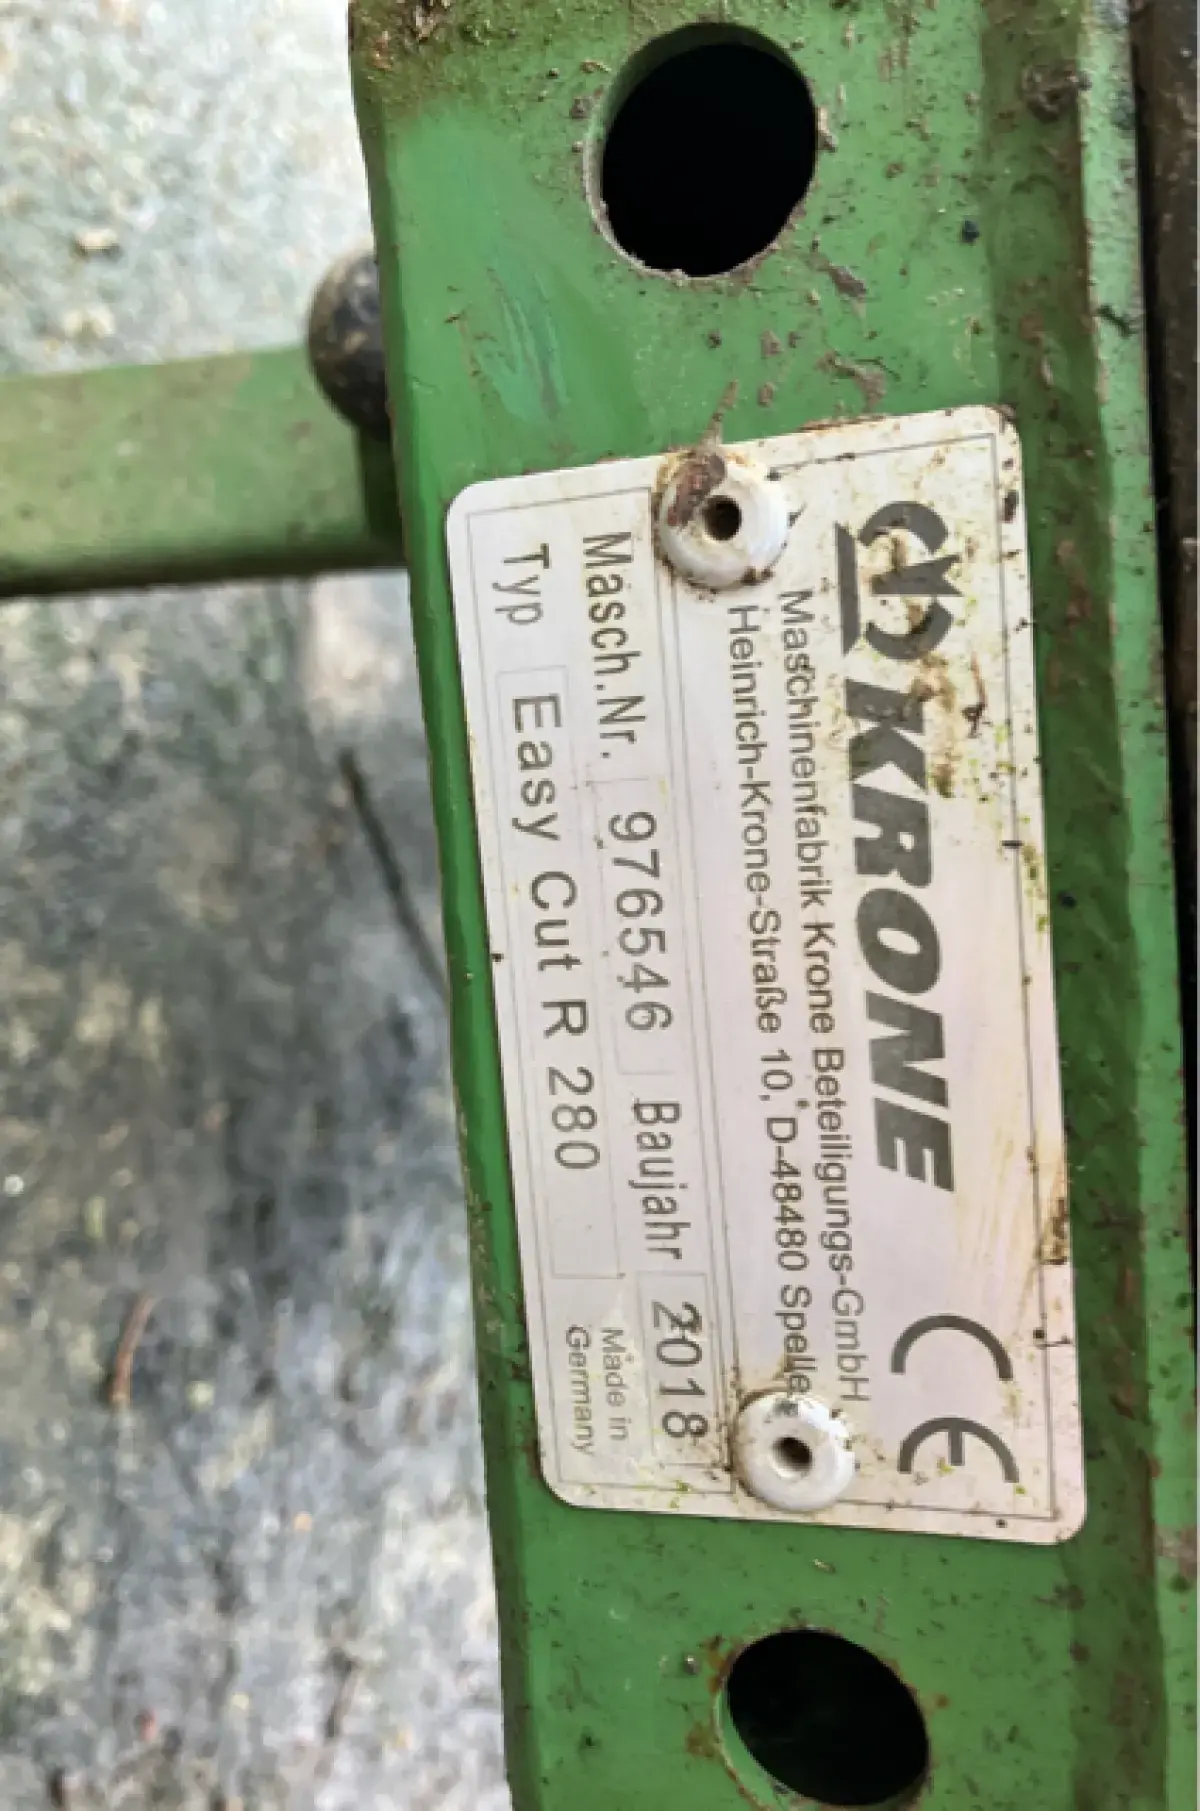 KRONE CE
Maschinenfabrik Krone Beteiligungs-GmbH
Heinrich-Krone-Straße 10, D-48480 Spelle
Masch.Nr. 976546 Baujahr 2018
Typ Easy Cut R 280 Made in
Germany